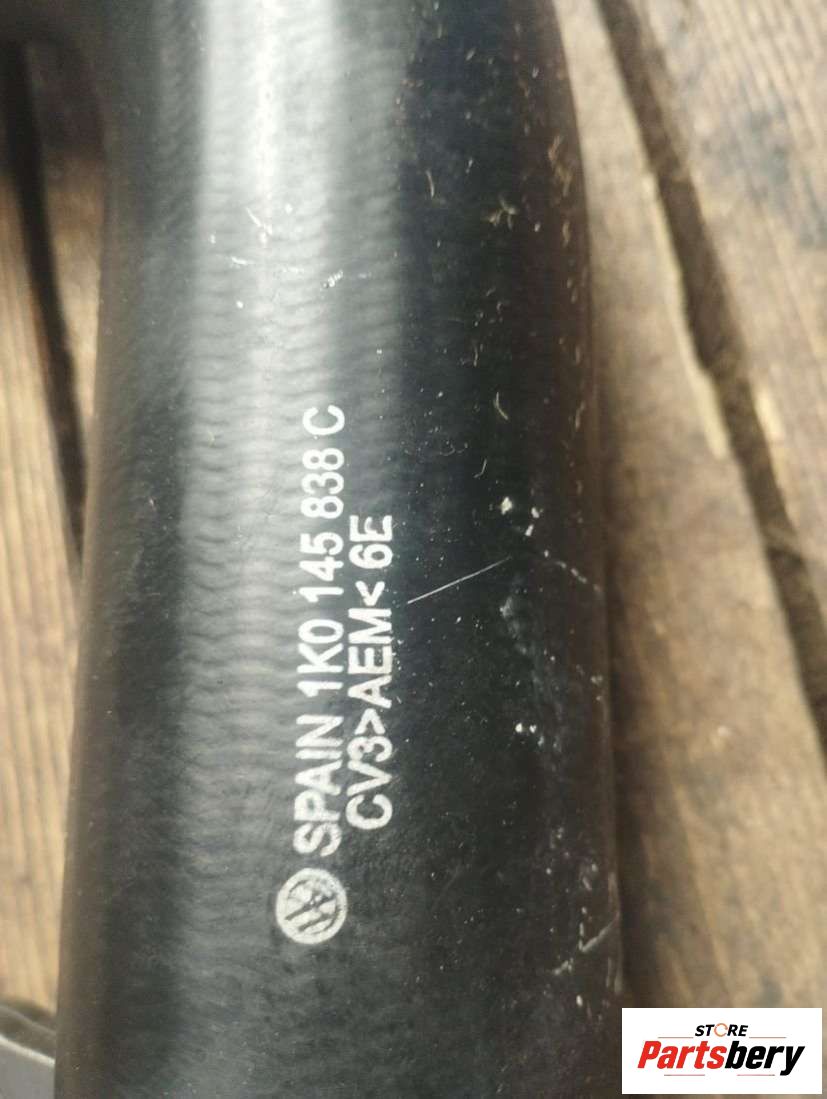 SPAIN 1K0 145 838 C
CV3>AEM< 6E
STORE
Partsbery